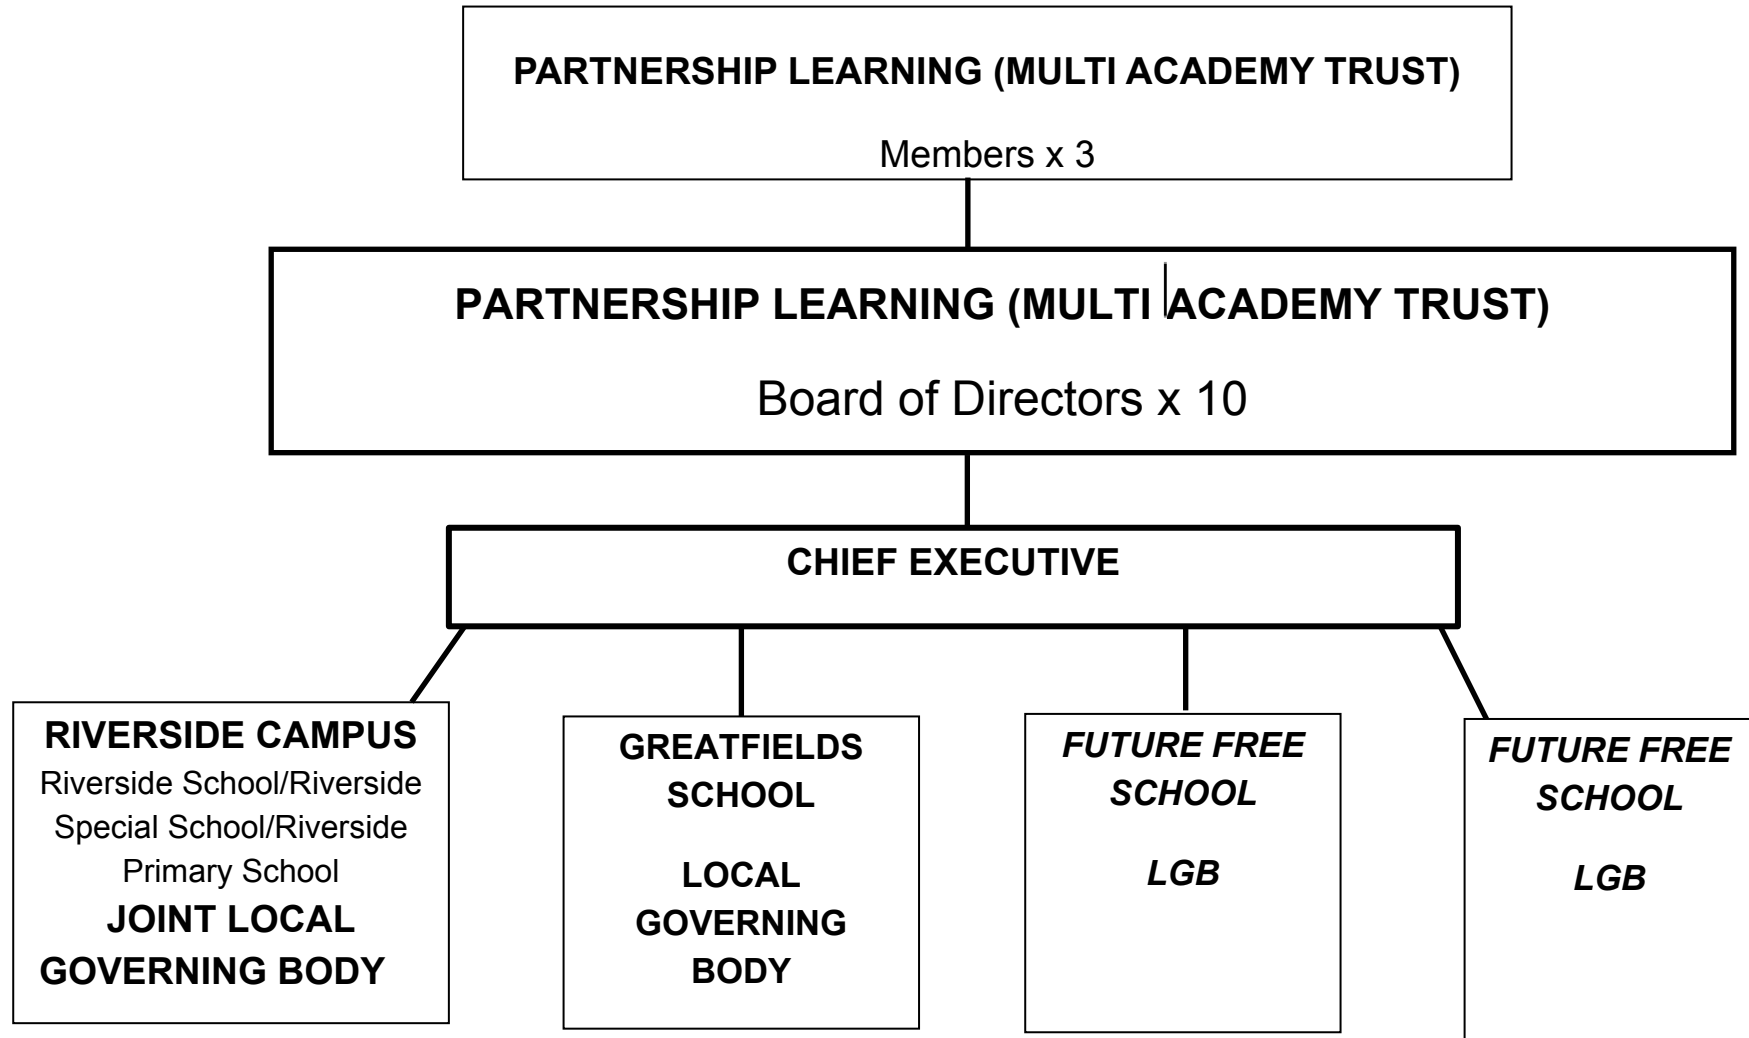 PARTNERSHIP LEARNING (MULTI ACADEMY TRUST)
Members x 3
PARTNERSHIP LEARNING (MULTI ACADEMY TRUST)
Board of Directors x 10
CHIEF EXECUTIVE
RIVERSIDE CAMPUS
Riverside School/Riverside
Special School/Riverside
Primary School
JOINT LOCAL
GOVERNING BODY
GREATFIELDS
SCHOOL
LOCAL
GOVERNING
BODY
FUTURE FREE
SCHOOL
LGB
FUTURE FREE
SCHOOL
LGB